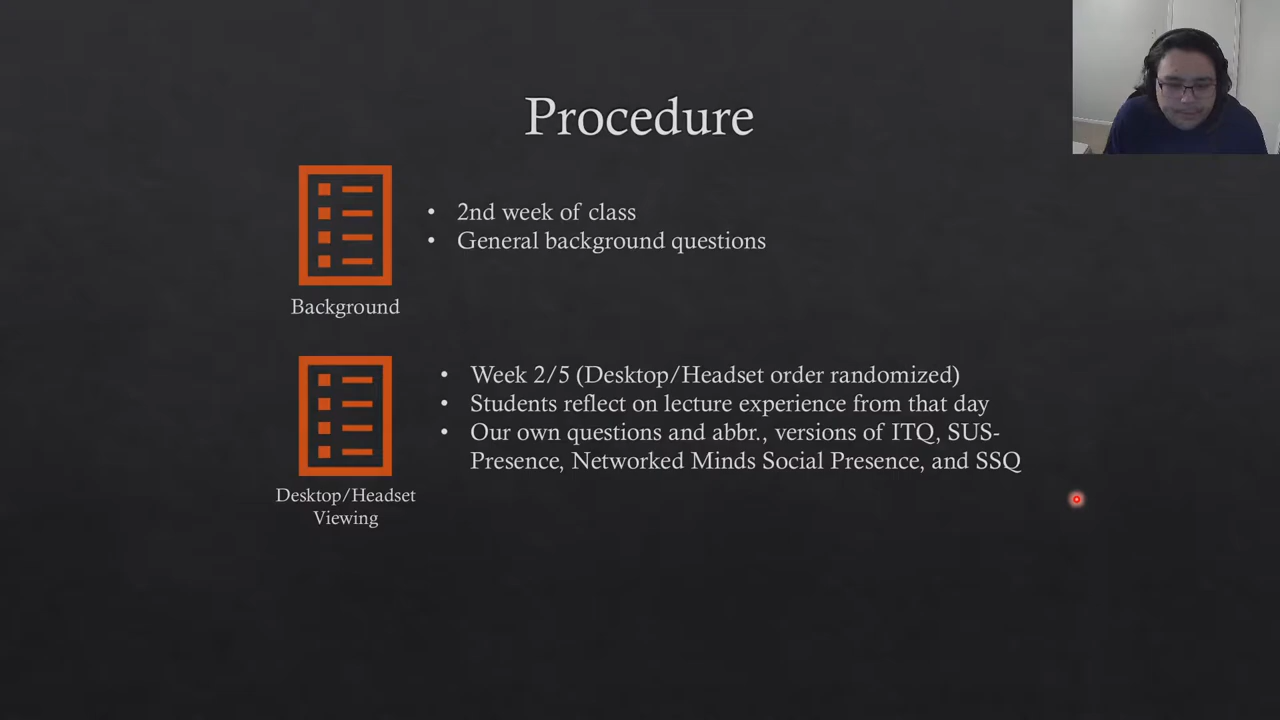 Procedure
• 2nd week of class
• General background questions
Background
• Week 2/5 (Desktop/Headset order randomized)
• Students reflect on lecture experience from that day
• Our own questions and abbr., versions of ITQ, SUS-
Presence, Networked Minds Social Presence, and SSQ
Desktop/Headset
Viewing